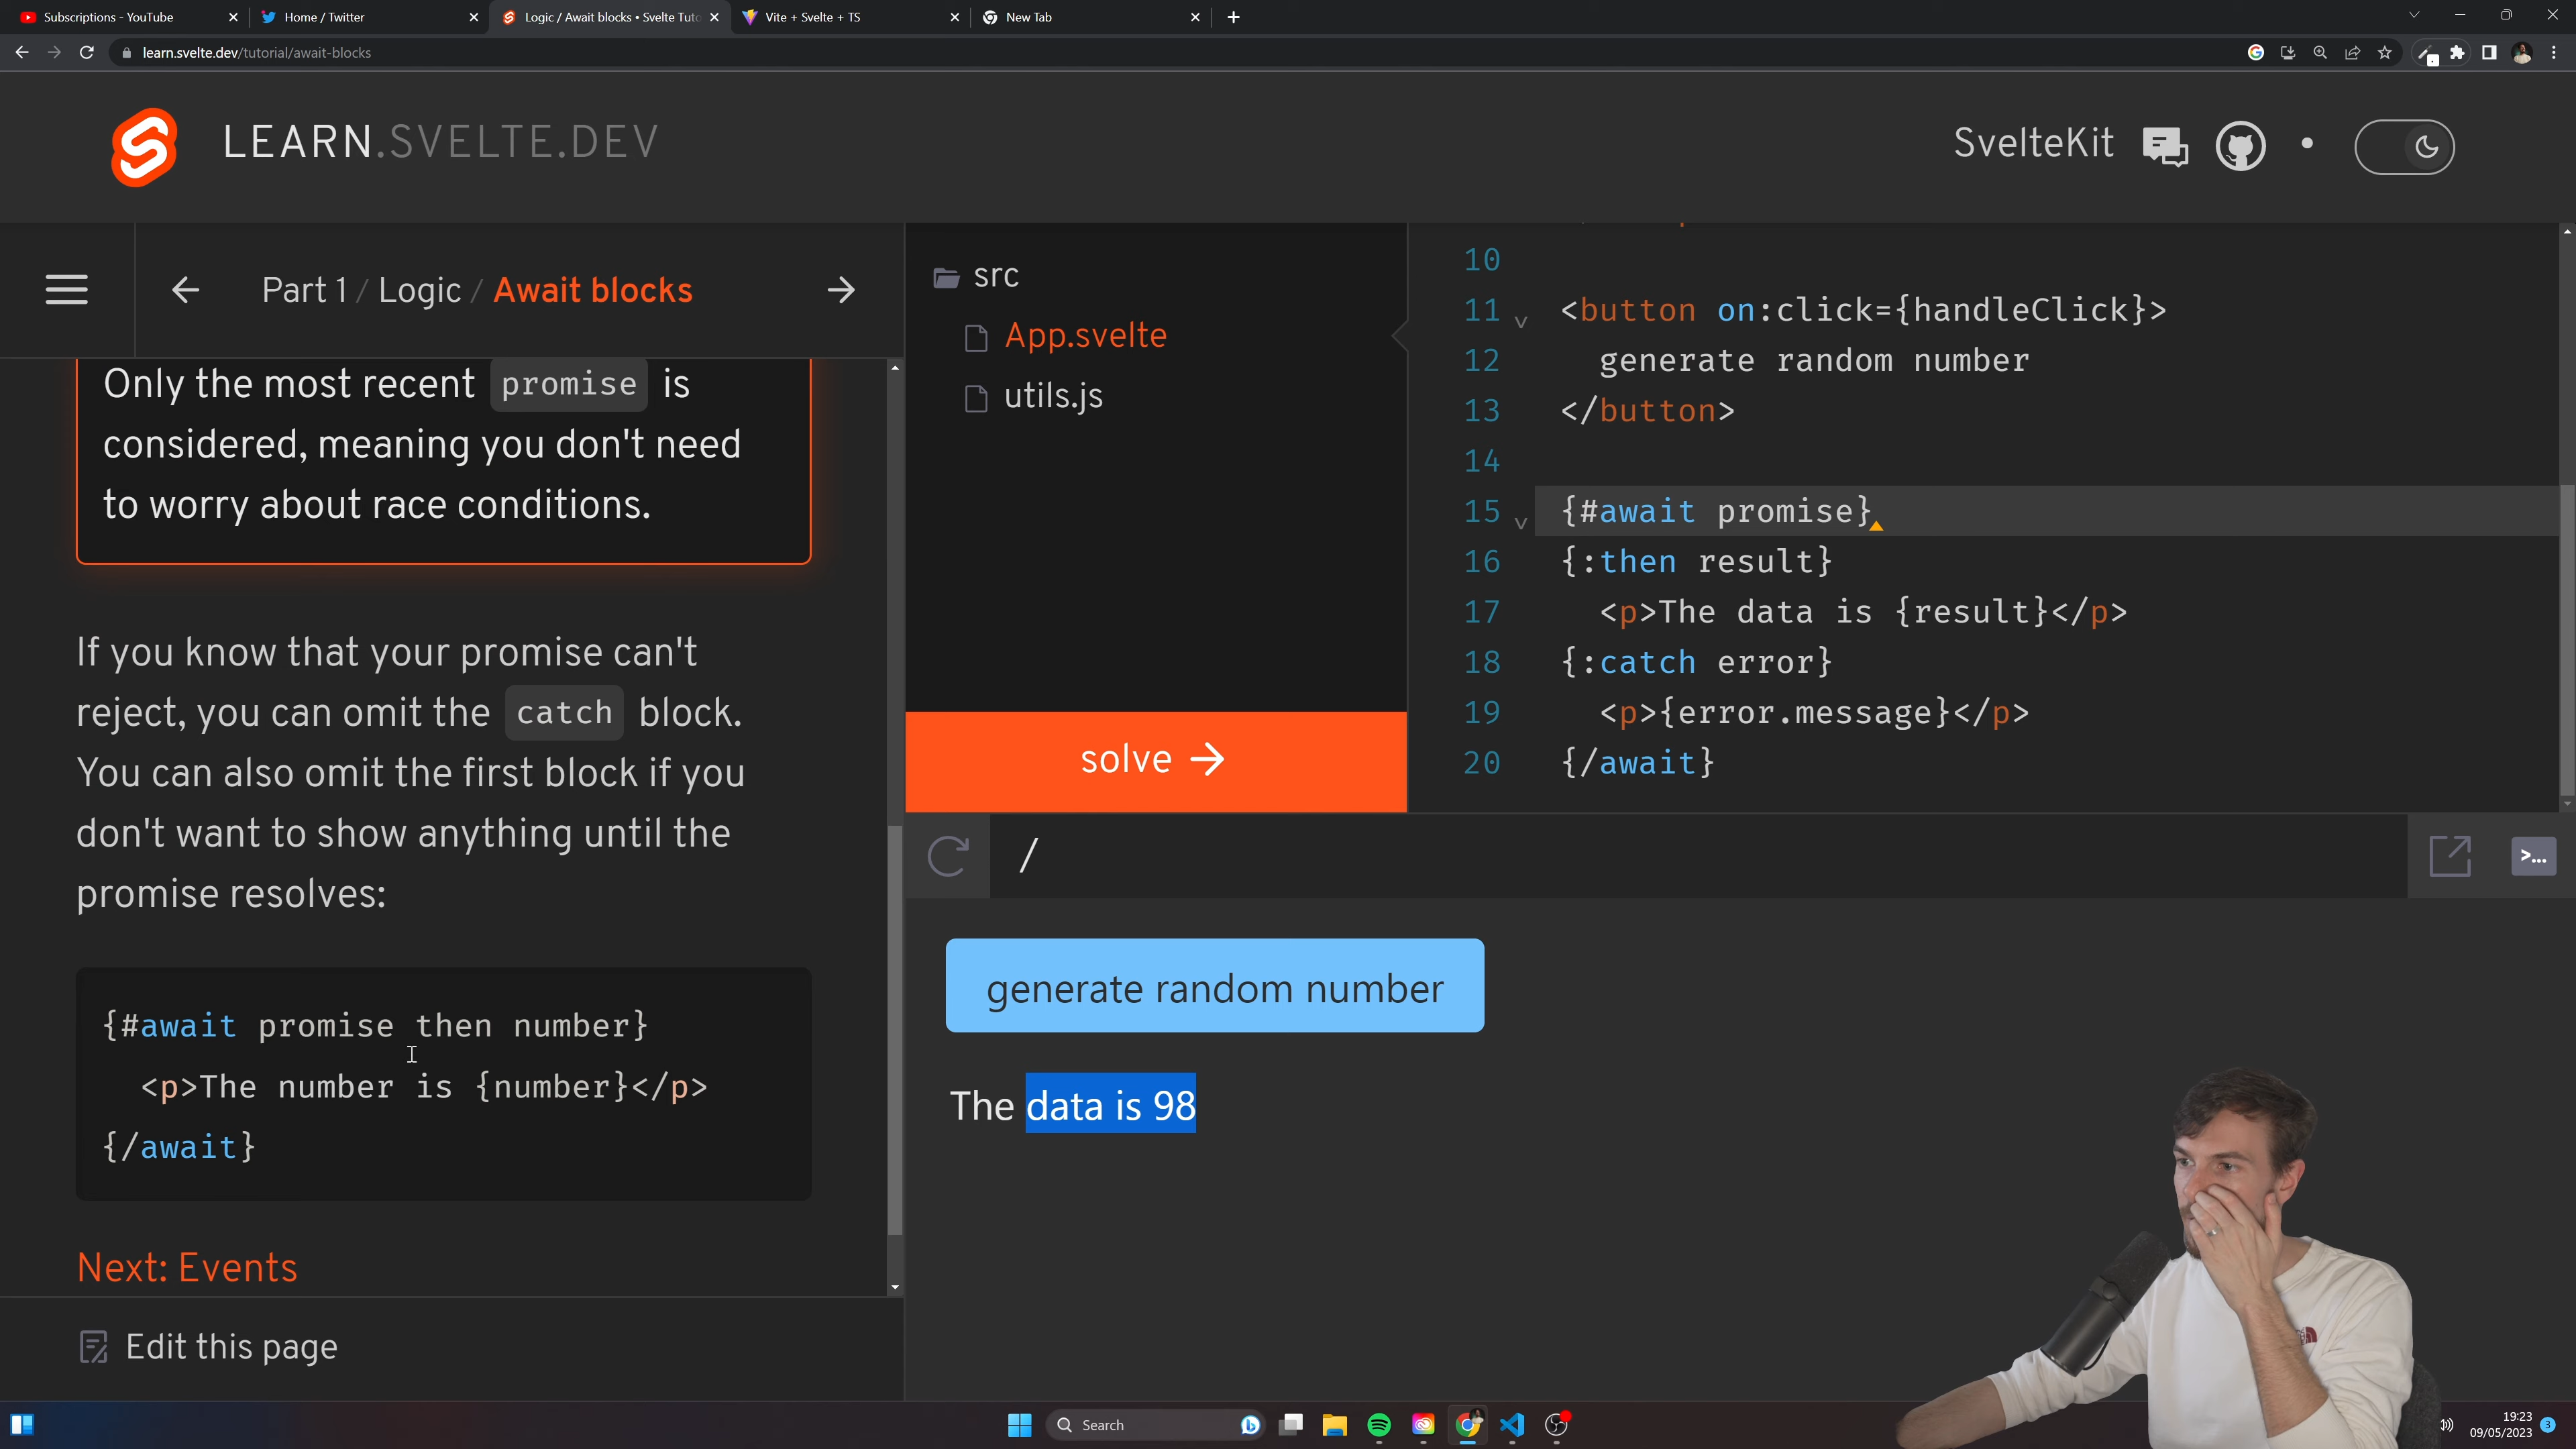 Subscriptions - YouTube
Home / Twitter
Logic / Await blocks • Svelte Tuto
Vite + Svelte + TS
New Tab
learn.svelte.dev/tutorial/await-blocks
LEARN.SVELTE.DEV
SvelteKit
Part 1 / Logic / Await blocks
Only the most recent promise is
considered, meaning you don't need
to worry about race conditions.
If you know that your promise can't
reject, you can omit the catch block.
You can also omit the first block if you
don't want to show anything until the
promise resolves:
{#await promise then number}
<p>The number is {number}</p>
{/await}
Next: Events
Edit this page
src
App.svelte
utils.js
solve →
10
11 <button on:click={handleClick}>
12 generate random number
13 </button>
14
15 {#await promise}
16 {:then result}
17 <p>The data is {result}</p>
18 {:catch error}
19 <p>{error.message}</p>
20 {/await}
/
>...
generate random number
The data is 98
Search
19:23
09/05/2023
3